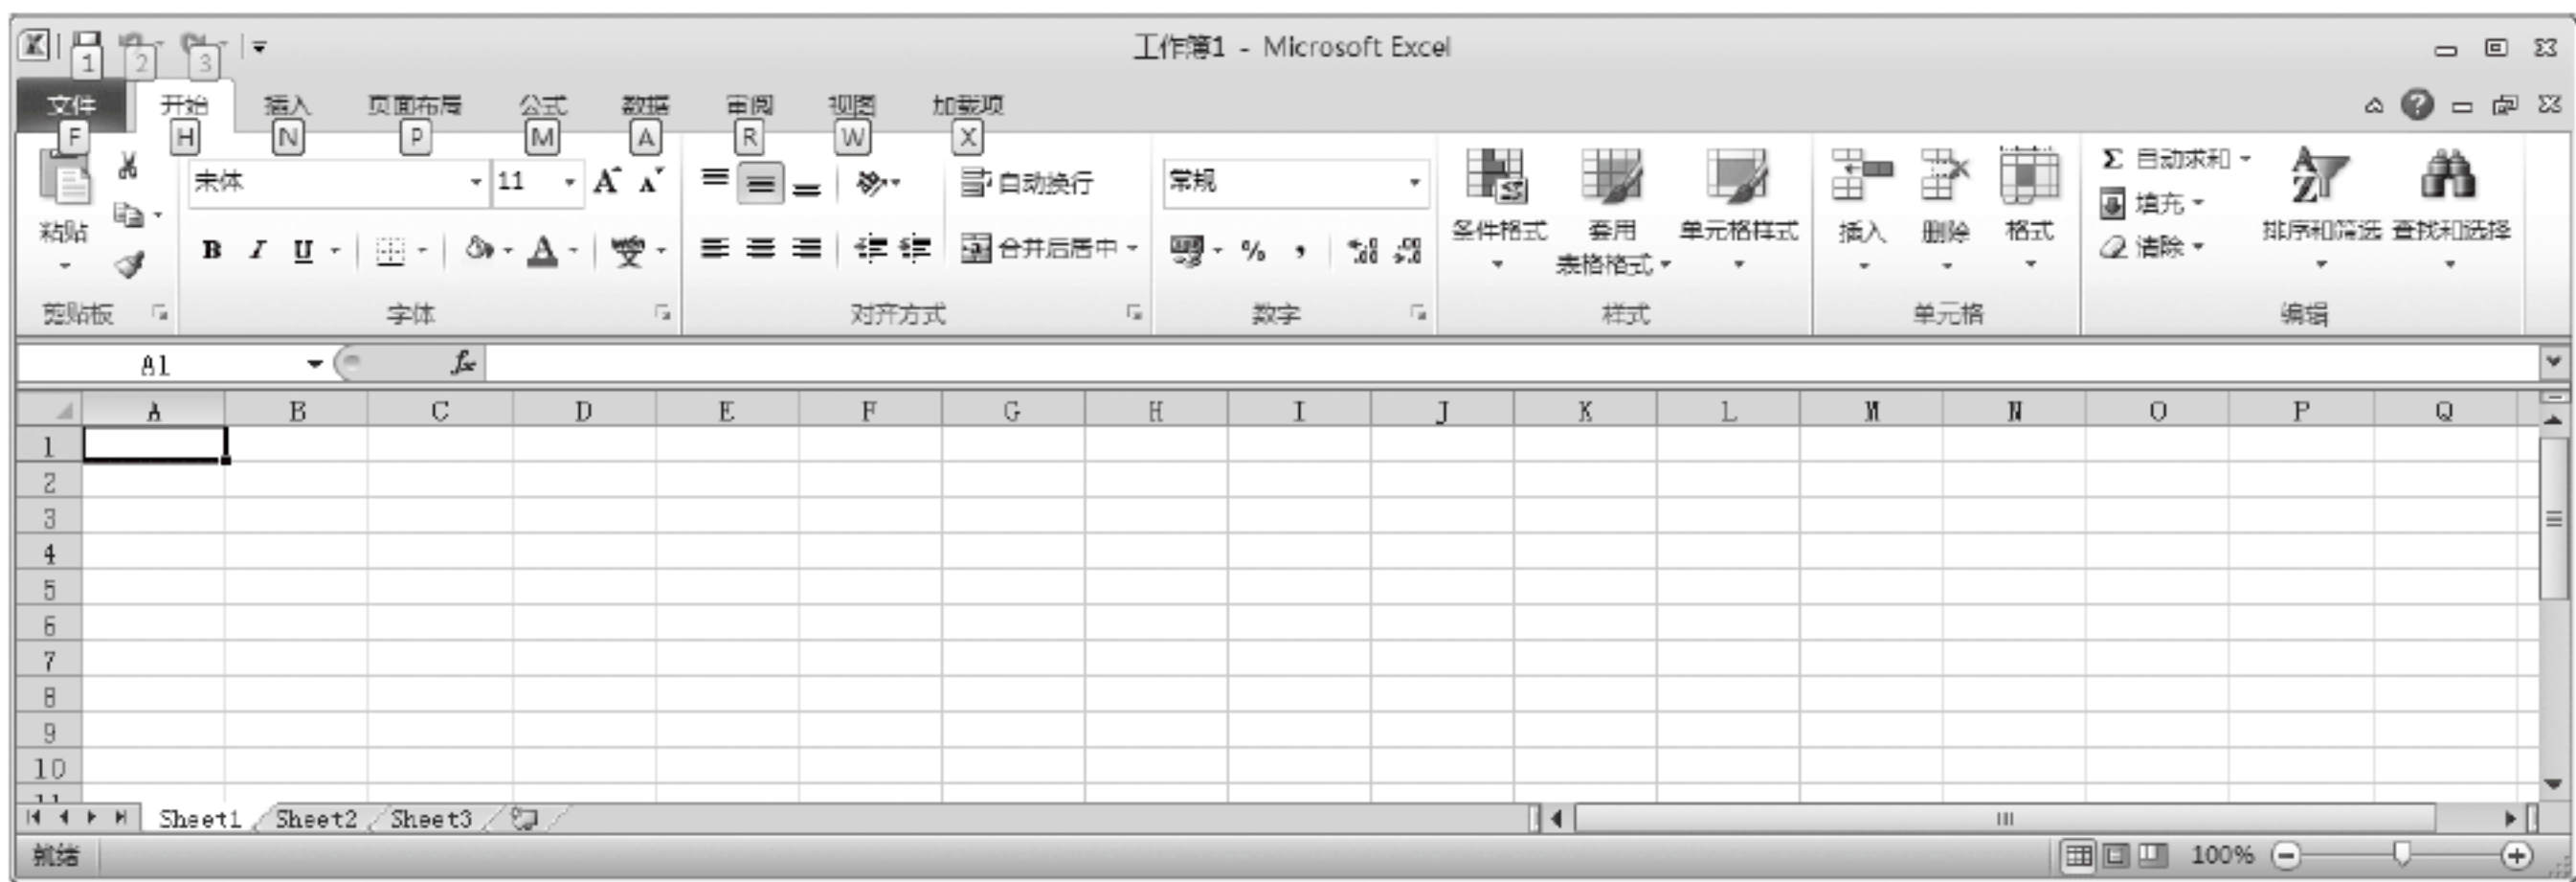 工作簿1 - Microsoft Excel
1 2 3
文件 开始 插入 页面布局 公式 数据 审阅 视图 加载项
F H N P M A R W X
宋体 11 A A 自动换行 常规 Σ 自动求和
粘贴 条件格式 套用 单元格样式 插入 删除 格式 填充 排序和筛选 查找和选择
B I U A 合并后居中 % , 表格格式 清除
剪贴板 字体 对齐方式 数字 样式 单元格 编辑
A1 fx
A B C D E F G H I J K L M N O P Q
1
2
3
4
5
6
7
8
9
10
11
Sheet1 Sheet2 Sheet3
就绪 100%